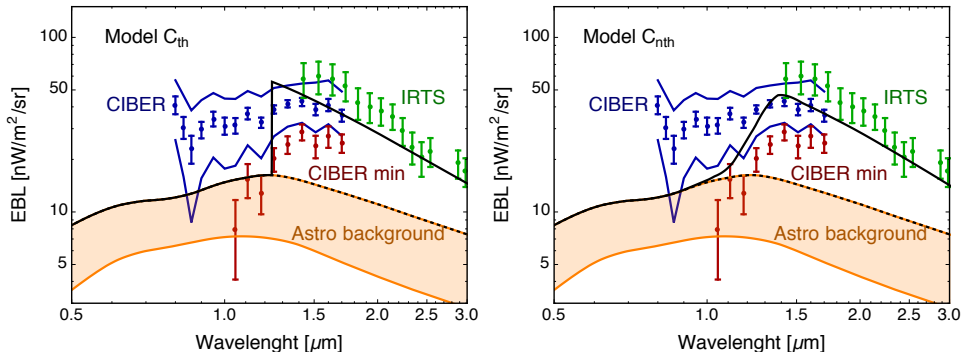 Model C_th
CIBER
IRTS
CIBER min
Astro background
EBL [nW/m²/sr]
100
50
10
5
0.5
1.0
1.5
2.0
2.5
3.0
Wavelenght [μm]
Model C_nth
CIBER
IRTS
CIBER min
Astro background
EBL [nW/m²/sr]
100
50
10
5
0.5
1.0
1.5
2.0
2.5
3.0
Wavelenght [μm]